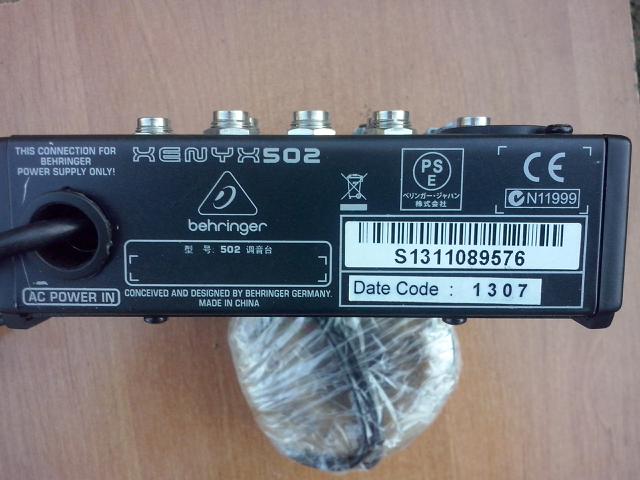 THIS CONNECTION FOR
BEHRINGER
POWER SUPPLY ONLY!
XENYX502
behringer
型 号: 502 调音台
AC POWER IN
CONCEIVED AND DESIGNED BY BEHRINGER GERMANY.
MADE IN CHINA
PS
E
ベリンガー・ジャパン
株式会社
CE
N11999
S1311089576
Date Code : 1307